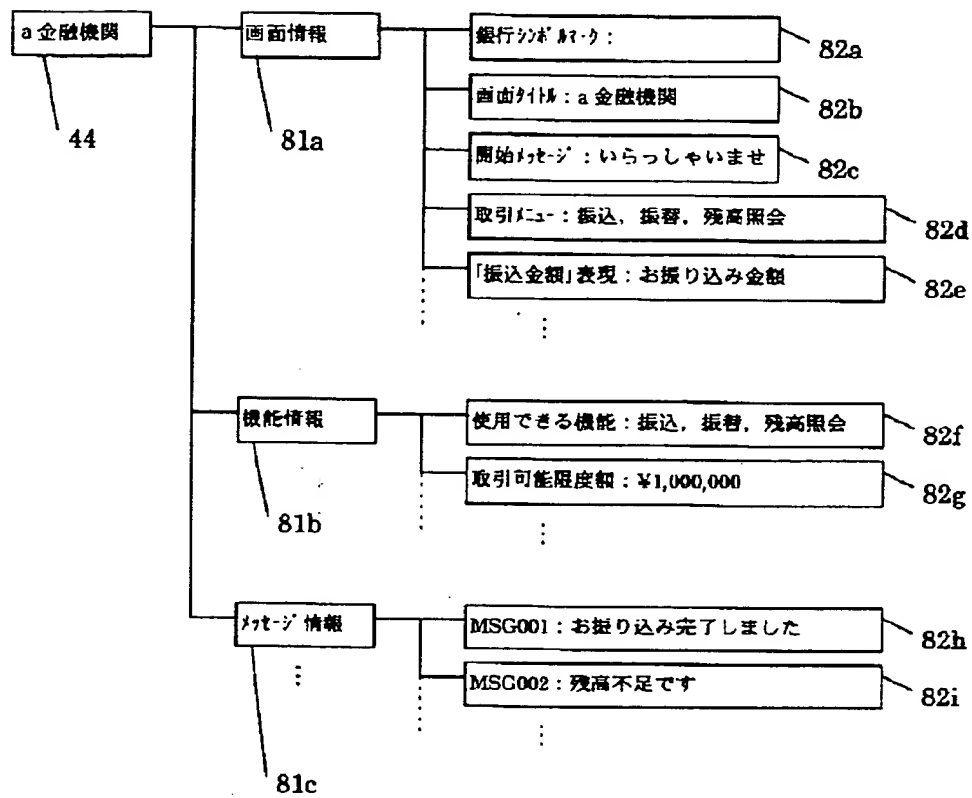 a 金融機関
画面情報
銀行ｼﾝﾎﾞﾙﾏｰｸ：
82a
画面ﾀｲﾄﾙ：a 金融機関
82b
44
81a
開始ﾒｯｾｰｼﾞ：いらっしゃいませ
82c
取引ﾒﾆｭｰ：振込，振替，残高照会
82d
｢振込金額｣表現：お振り込み金額
82e
機能情報
使用できる機能：振込，振替，残高照会
82f
取引可能限度額：¥1,000,000
82g
81b
ﾒｯｾｰｼﾞ情報
MSG001：お振り込み完了しました
82h
MSG002：残高不足です
82i
81c